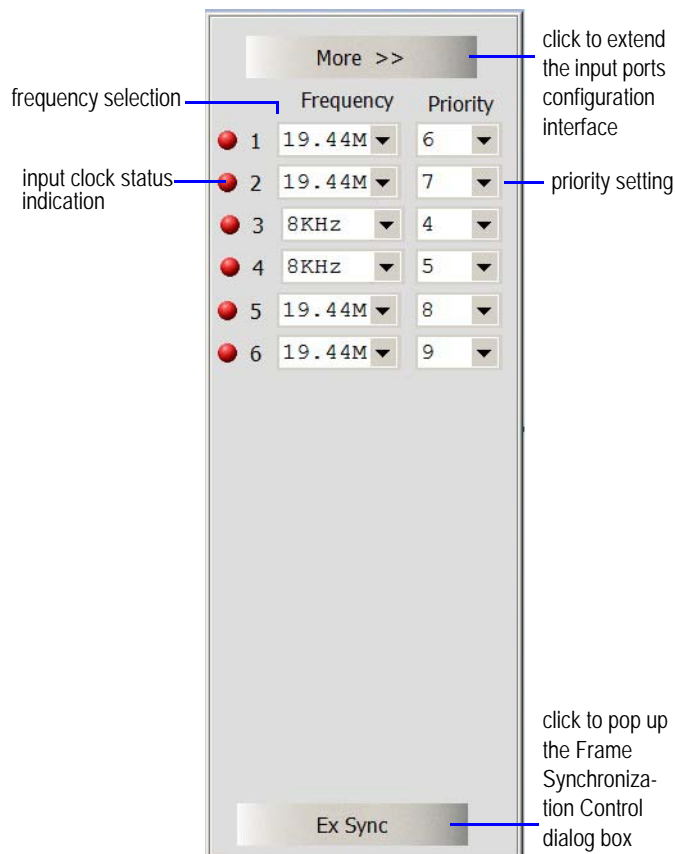 More >>
click to extend
the input ports
configuration
interface
frequency selection
Frequency Priority
1 19.44M 6
input clock status
indication
2 19.44M 7
priority setting
3 8KHz 4
4 8KHz 5
5 19.44M 8
6 19.44M 9
click to pop up
the Frame
Synchroniza-
tion Control
dialog box
Ex Sync